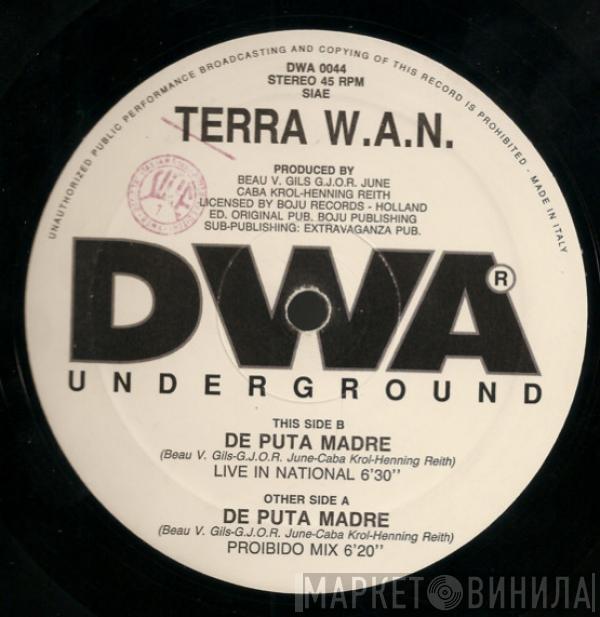 UNAUTHORIZED PUBLIC PERFORMANCE BROADCASTING AND COPYING OF THIS RECORD IS PROHIBITED - MADE IN ITALY
DWA 0044
STEREO 45 RPM
SIAE
TERRA W.A.N.
PRODUCED BY
BEAU V. GILS G.J.O.R. JUNE
CABA KROL-HENNING REITH
LICENSED BY BOJU RECORDS - HOLLAND
ED. ORIGINAL PUB. BOJU PUBLISHING
SUB-PUBLISHING: EXTRAVAGANZA PUB.
DWA®
UNDERGROUND
THIS SIDE B
DE PUTA MADRE
(Beau V. Gils-G.J.O.R. June-Caba Krol-Henning Reith)
LIVE IN NATIONAL 6'30''
OTHER SIDE A
DE PUTA MADRE
(Beau V. Gils-G.J.O.R. June-Caba Krol-Henning Reith)
PROIBIDO MIX 6'20''
МАРКЕТ ВИНИЛА